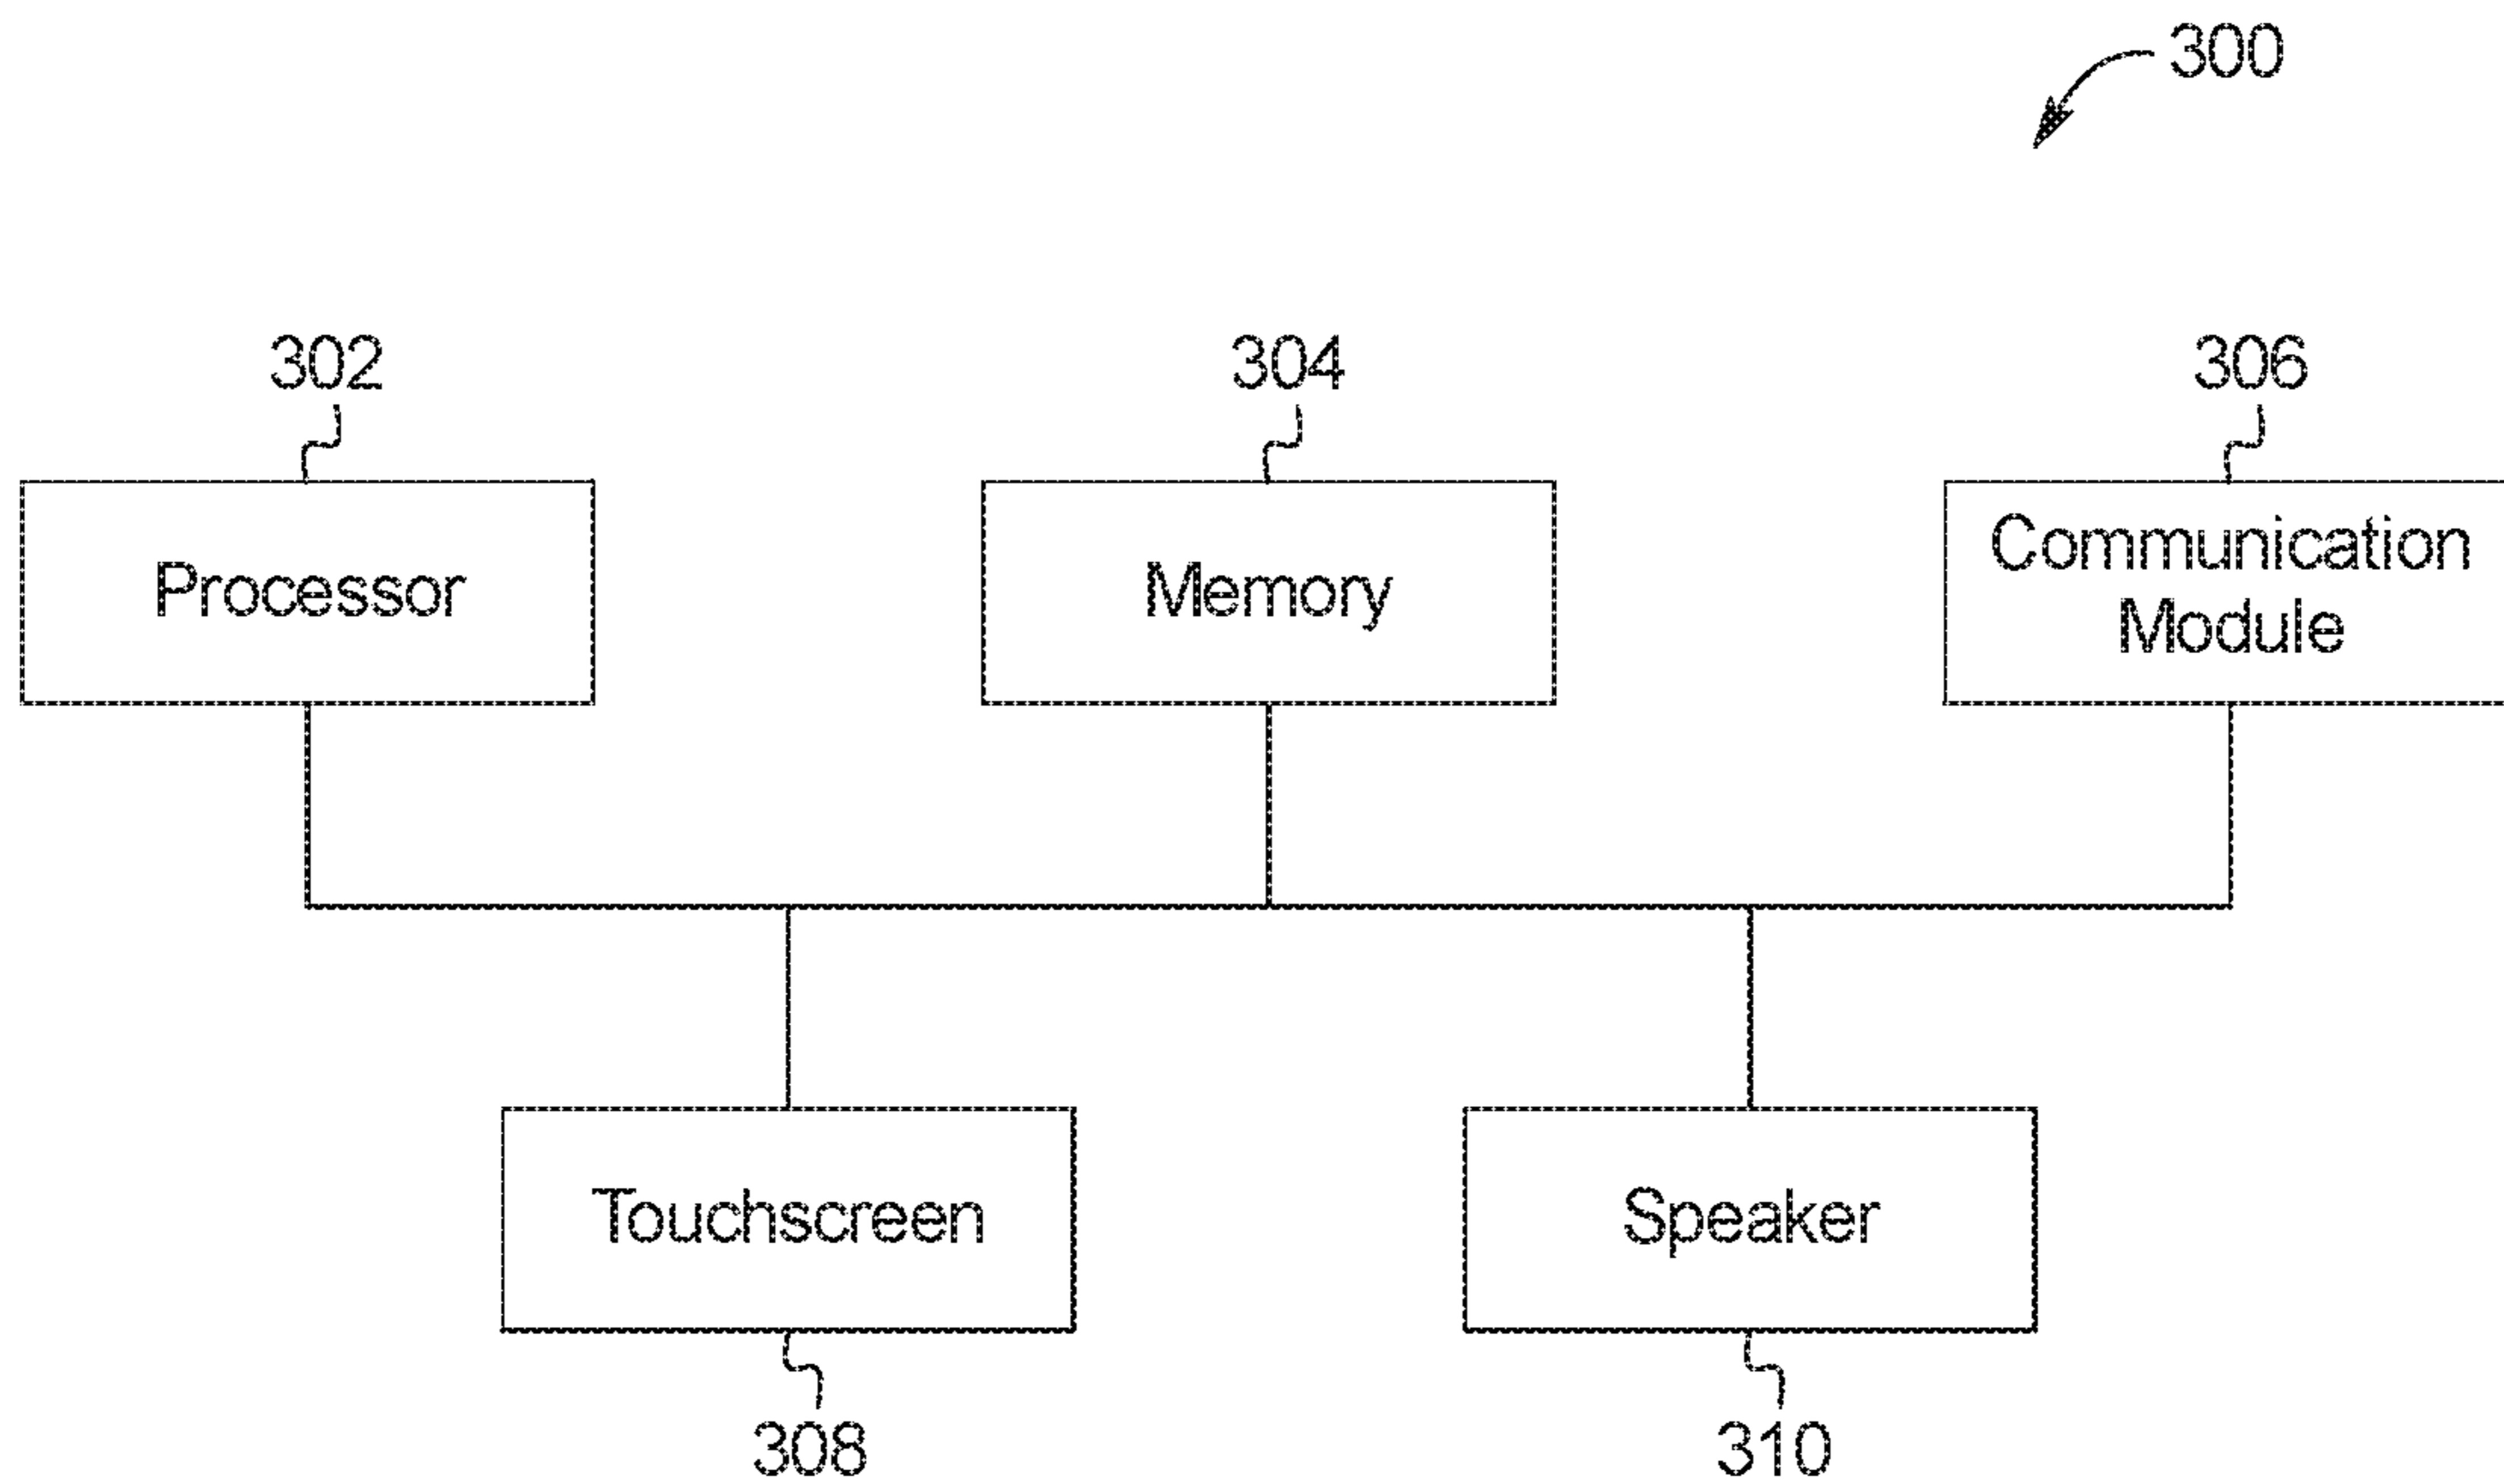 300
302
304
306
Processor
Memory
Communication
Module
Touchscreen
Speaker
308
310